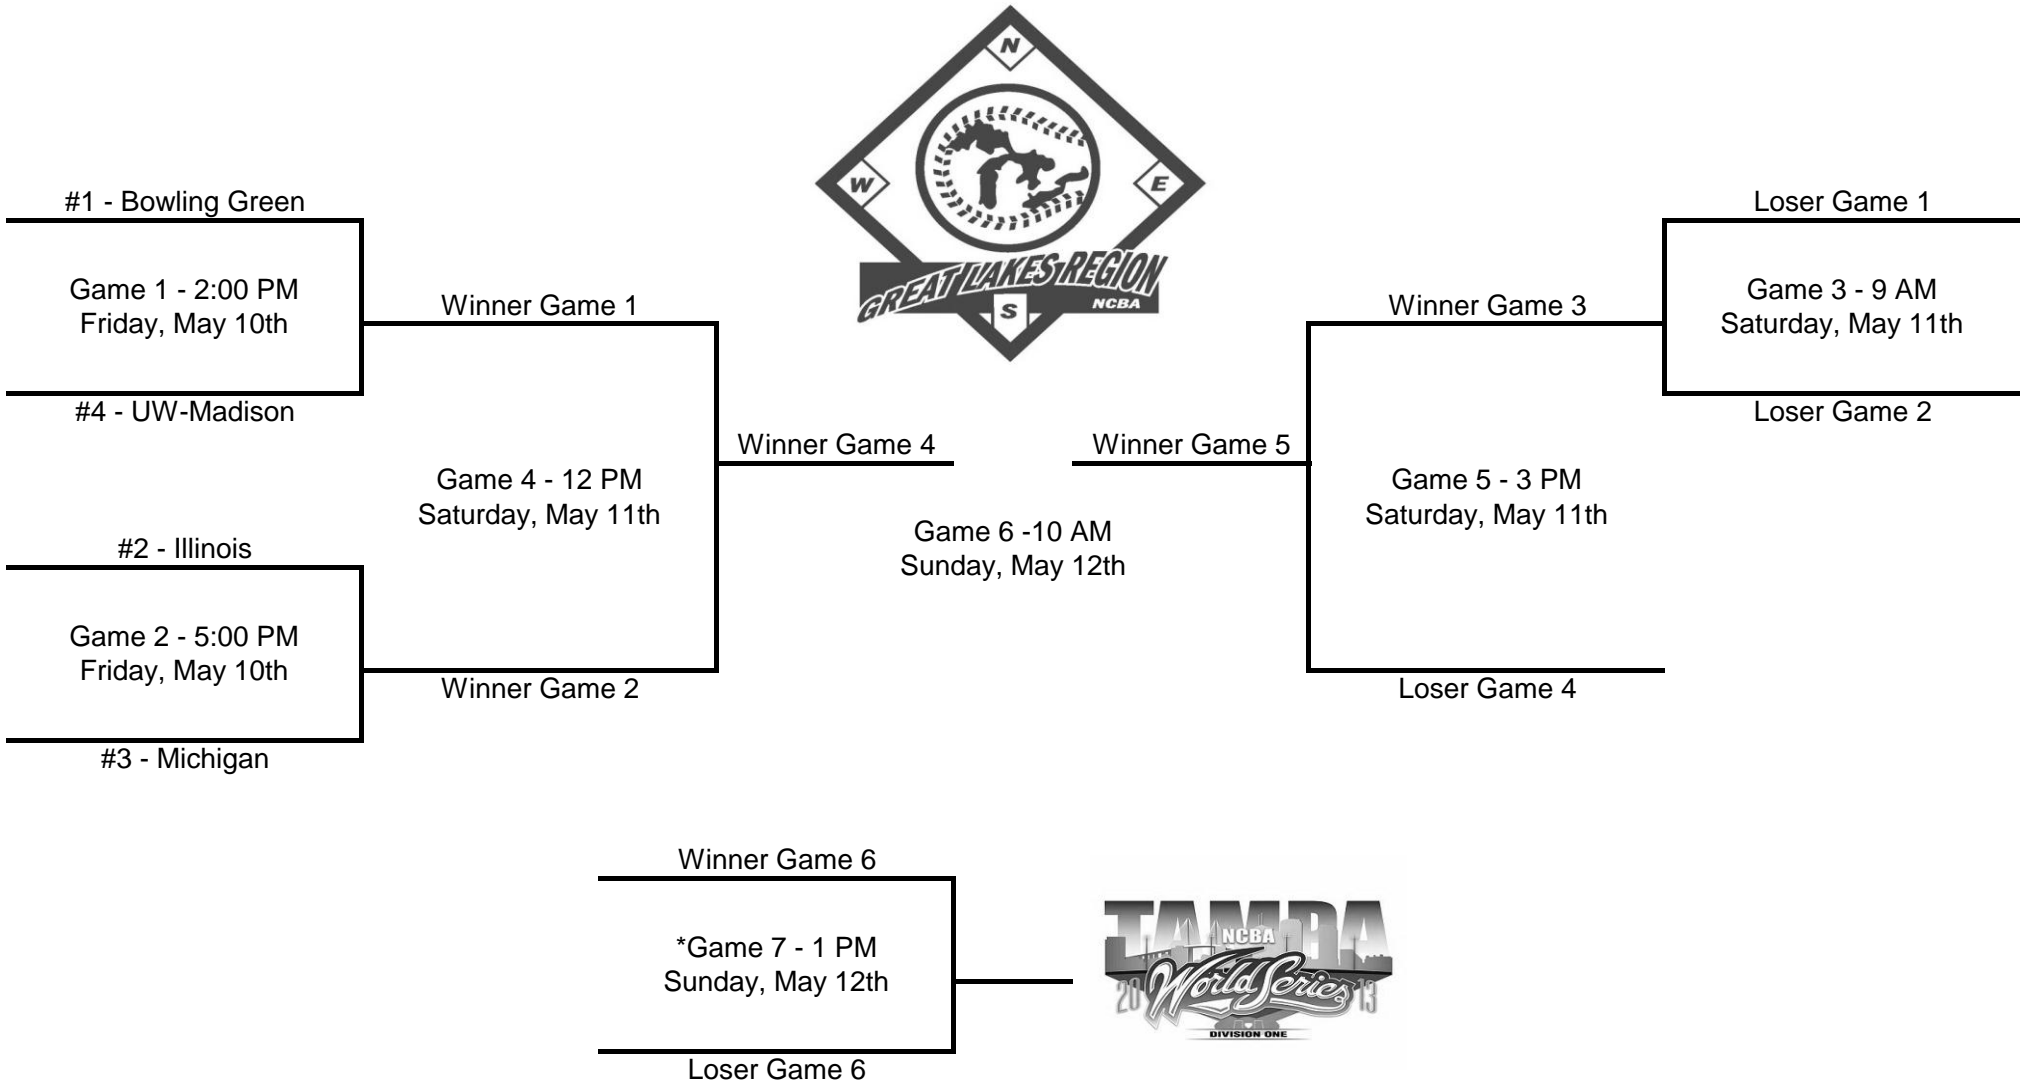 N
W
E
GREAT LAKES REGION
NCBA
S
#1 - Bowling Green
Game 1 - 2:00 PM
Friday, May 10th
#4 - UW-Madison
Winner Game 1
Game 4 - 12 PM
Saturday, May 11th
Winner Game 2
#2 - Illinois
Game 2 - 5:00 PM
Friday, May 10th
#3 - Michigan
Winner Game 4
Winner Game 5
Game 6 -10 AM
Sunday, May 12th
Winner Game 3
Game 5 - 3 PM
Saturday, May 11th
Loser Game 4
Loser Game 1
Game 3 - 9 AM
Saturday, May 11th
Loser Game 2
Winner Game 6
*Game 7 - 1 PM
Sunday, May 12th
Loser Game 6
TAMPA
NCBA
20 World Series 13
DIVISION ONE